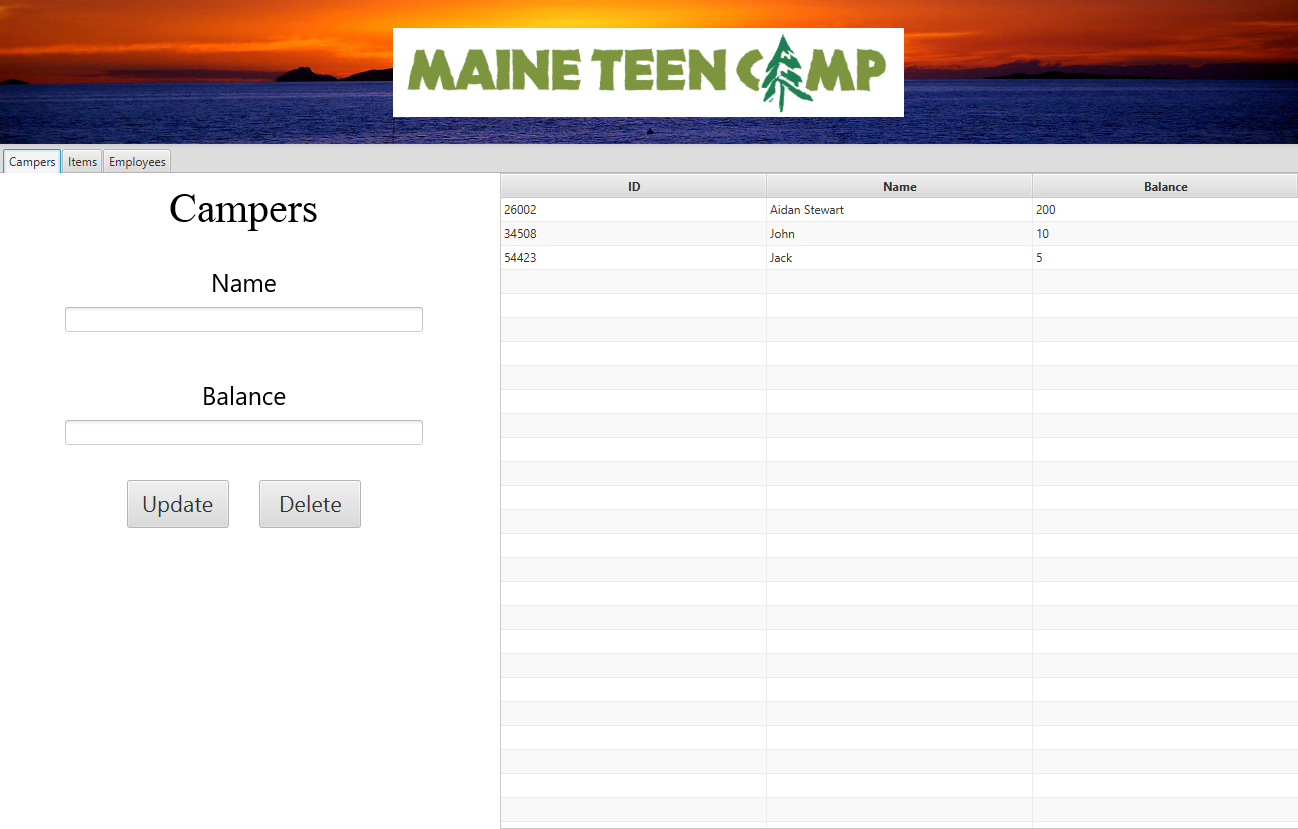 MAINE TEEN CAMP
Campers Items Employees
Campers
Name
Balance
Update Delete
ID Name Balance
26002 Aidan Stewart 200
34508 John 10
54423 Jack 5